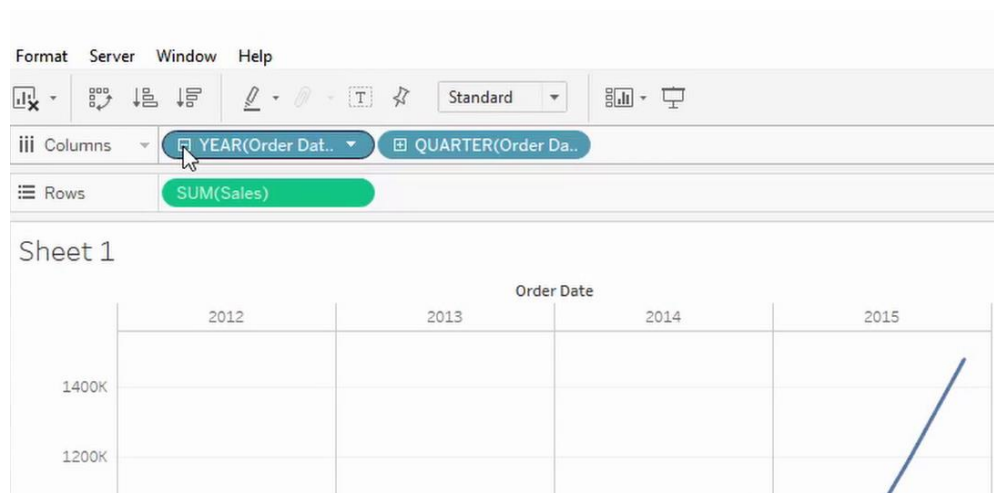 Format Server Window Help
T Standard
Columns YEAR(Order Dat.. QUARTER(Order Da..
Rows SUM(Sales)
Sheet 1
Order Date
2012 2013 2014 2015
1400K
1200K